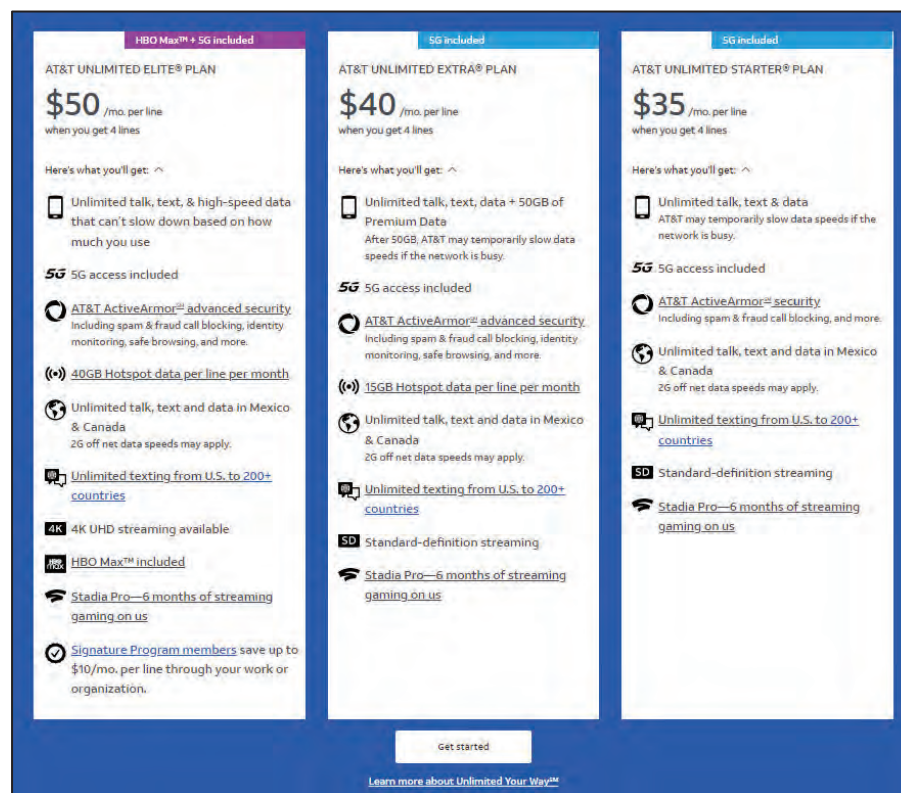 HBO Max™ + 5G included
AT&T UNLIMITED ELITE® PLAN
$50 /mo. per line
when you get 4 lines
Here's what you'll get:
Unlimited talk, text, & high-speed data
that can't slow down based on how
much you use
5G 5G access included
AT&T ActiveArmor℠ advanced security
Including spam & fraud call blocking, identity
monitoring, safe browsing, and more.
40GB Hotspot data per line per month
Unlimited talk, text and data in Mexico
& Canada
2G off net data speeds may apply.
Unlimited texting from U.S. to 200+
countries
4K 4K UHD streaming available
HBO max HBO Max™ included
Stadia Pro—6 months of streaming
gaming on us
Signature Program members save up to
$10/mo. per line through your work or
organization.
5G included
AT&T UNLIMITED EXTRA® PLAN
$40 /mo. per line
when you get 4 lines
Here's what you'll get:
Unlimited talk, text, data + 50GB of
Premium Data
After 50GB, AT&T may temporarily slow data
speeds if the network is busy.
5G 5G access included
AT&T ActiveArmor℠ advanced security
Including spam & fraud call blocking, identity
monitoring, safe browsing, and more.
15GB Hotspot data per line per month
Unlimited talk, text and data in Mexico
& Canada
2G off net data speeds may apply.
Unlimited texting from U.S. to 200+
countries
SD Standard-definition streaming
Stadia Pro—6 months of streaming
gaming on us
5G included
AT&T UNLIMITED STARTER® PLAN
$35 /mo. per line
when you get 4 lines
Here's what you'll get:
Unlimited talk, text & data
AT&T may temporarily slow data speeds if the
network is busy.
5G 5G access included
AT&T ActiveArmor℠ security
Including spam & fraud call blocking, and more.
Unlimited talk, text and data in Mexico
& Canada
2G off net data speeds may apply.
Unlimited texting from U.S. to 200+
countries
SD Standard-definition streaming
Stadia Pro—6 months of streaming
gaming on us
Get started
Learn more about Unlimited Your Way℠